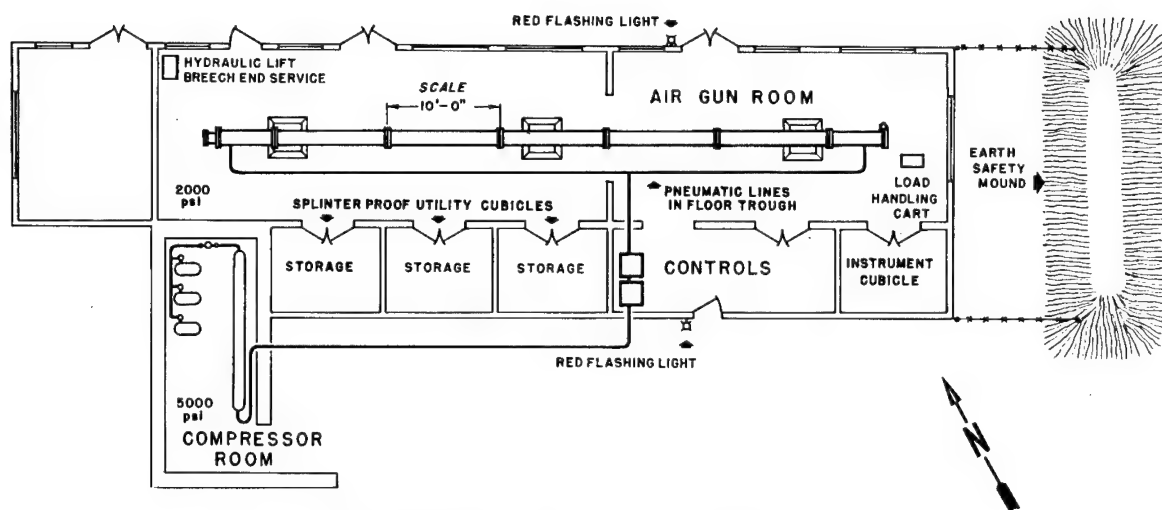 RED FLASHING LIGHT
HYDRAULIC LIFT
BREECH END SERVICE
SCALE
10'-0"
AIR GUN ROOM
EARTH
SAFETY
MOUND
LOAD
HANDLING
CART
2000
psi
SPLINTER PROOF UTILITY CUBICLES
PNEUMATIC LINES
IN FLOOR TROUGH
STORAGE
STORAGE
STORAGE
CONTROLS
INSTRUMENT
CUBICLE
RED FLASHING LIGHT
5000
psi
COMPRESSOR
ROOM
N